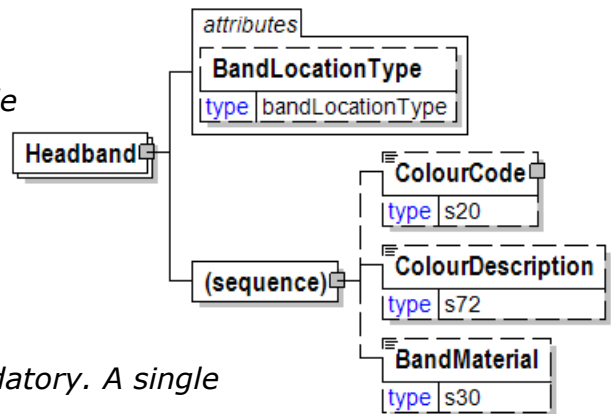 attributes
BandLocationType
type bandLocationType
Headband
ColourCode
type s20
(sequence)
ColourDescription
type s72
BandMaterial
datory. A single
type s30